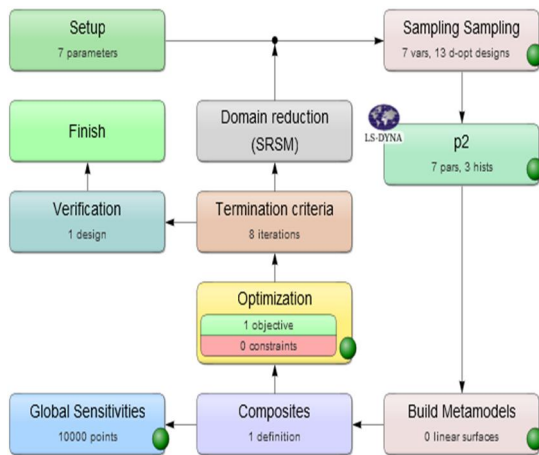 Setup
7 parameters
Sampling Sampling
7 vars, 13 d-opt designs
Finish
Domain reduction
(SRSM)
LS-DYNA
p2
7 pars, 3 hists
Verification
1 design
Termination criteria
8 iterations
Optimization
1 objective
0 constraints
Global Sensitivities
10000 points
Composites
1 definition
Build Metamodels
0 linear surfaces